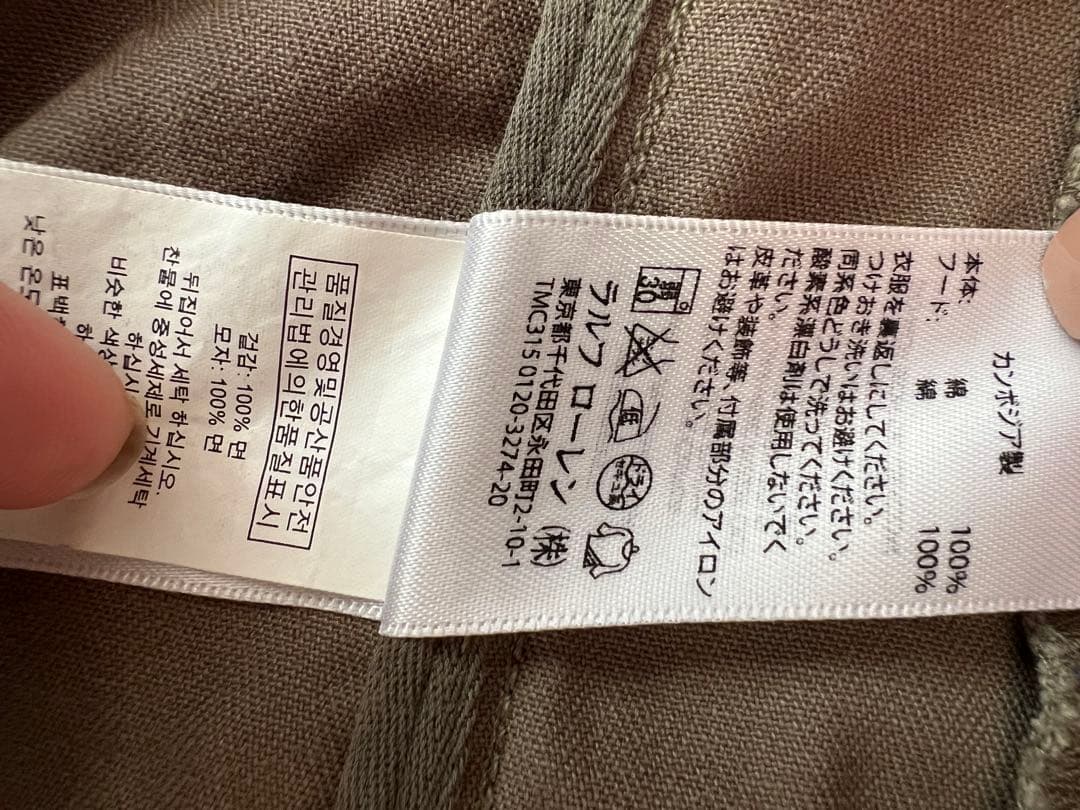 カンボジア製
本体: 綿 100%
フード: 綿 100%
衣服を裏返しにしてください。
つけおき洗いはお避けください。
同系色どうしで洗ってください。
酸素系漂白剤は使用しないでく
ださい。
皮革や装飾等、付属部分のアイロン
はお避けください。
30
低
ドライ
ラルフ ローレン (株)
東京都千代田区永田町2-10-1
TMC315 0120-3274-20
품질경영및공산품안전
관리법에의한품질표시
겉감: 100% 면
모자: 100% 면
뒤집어서 세탁 하십시오.
찬물에 중성세제로 기계세탁
하십시
비슷한 색상
하
표백
낮은 온도